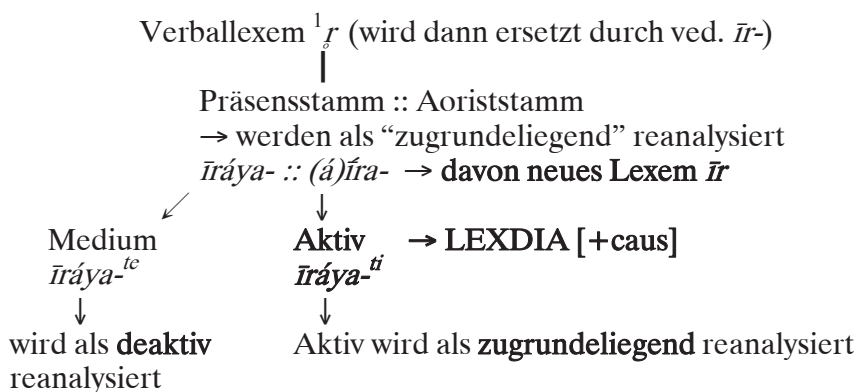 Verballexem ¹r̥ (wird dann ersetzt durch ved. īr-)
Präsensstamm :: Aoriststamm
→ werden als “zugrundeliegend” reanalysiert
īráya- :: (á)ī́ra- → davon neues Lexem īr
Medium
īráya-te
Aktiv → LEXDIA [+caus]
īráya-ti
wird als deaktiv
reanalysiert
Aktiv wird als zugrundeliegend reanalysiert